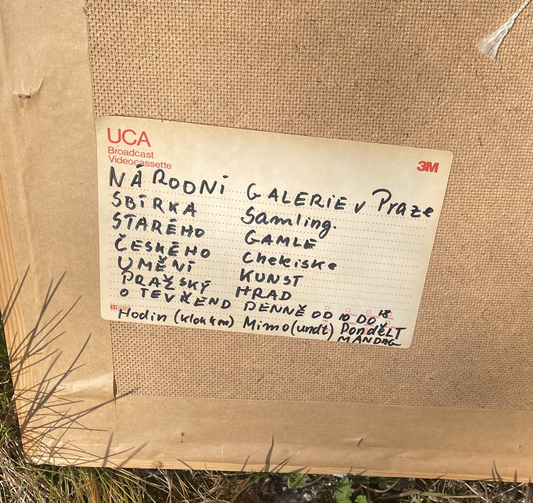 UCA
Broadcast
Videocassette
3M
NÁRODNI GALERIE v Praze
SBÍRKA Samling.
STARÉHO GAMLE
ČESKÉHO Chekiske
UMĚNÍ KUNST
PRAŽSKÝ HRAD
OTEVŘENO DENNĚ OD 10 DO 18
Hodin (klokken) Mimo (undt) PONDĚLÍ
MANDAG